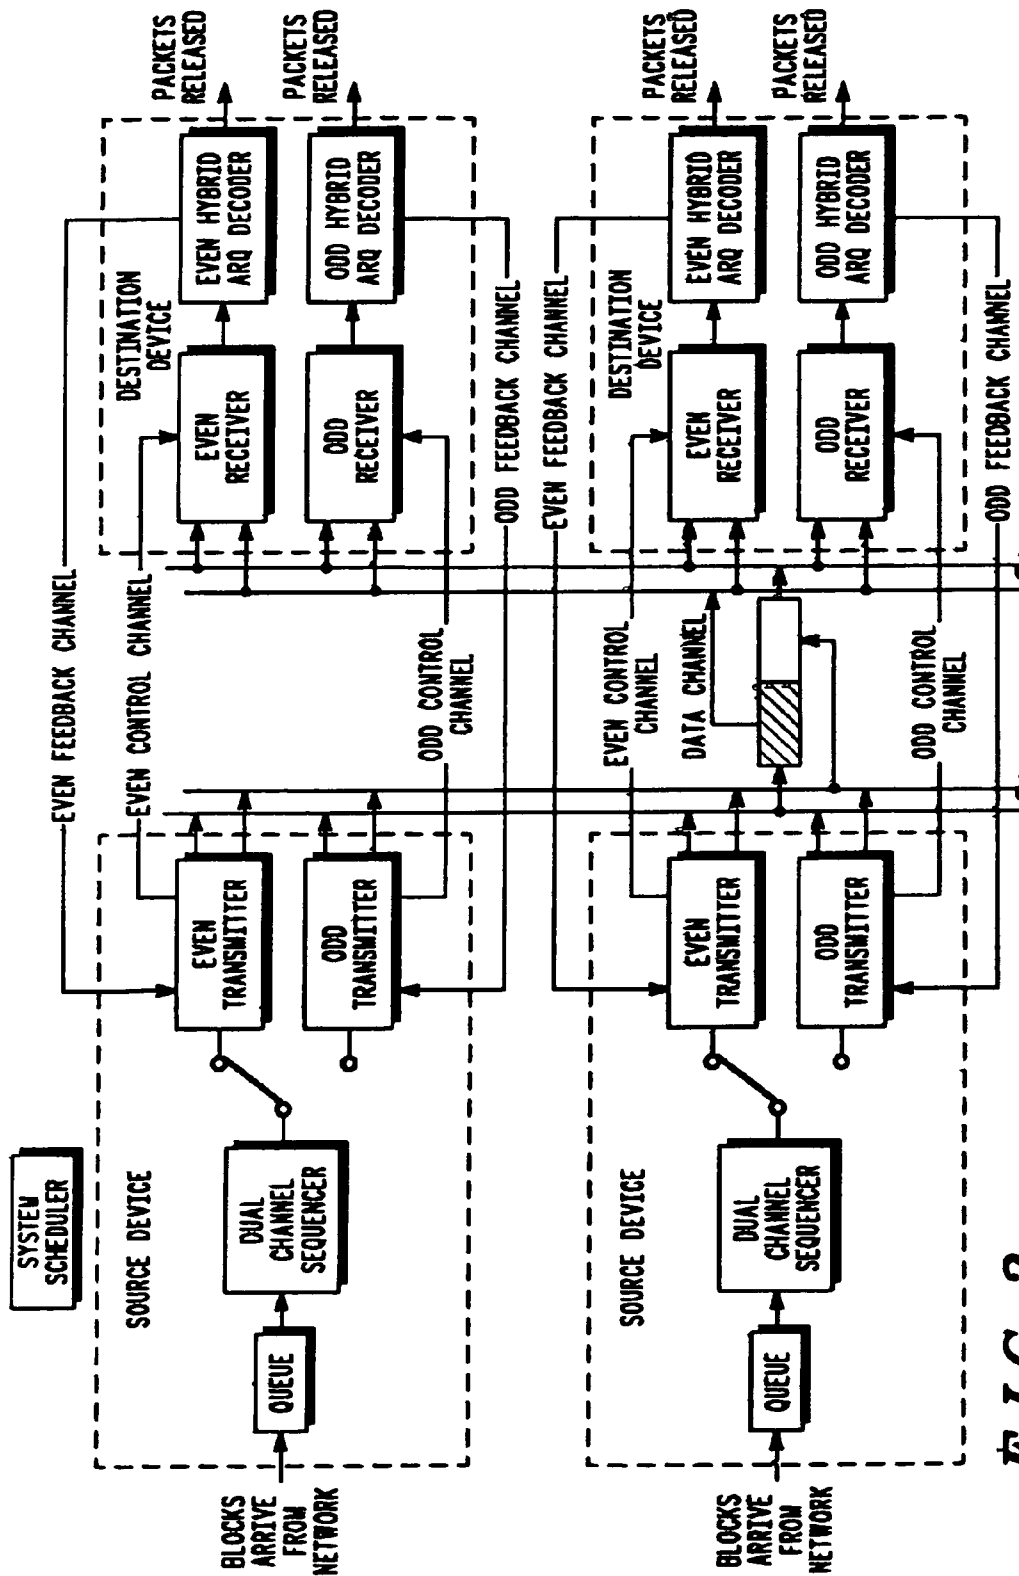 SYSTEM
SCHEDULER
EVEN FEEDBACK CHANNEL
EVEN CONTROL CHANNEL
SOURCE DEVICE
DESTINATION
DEVICE
BLOCKS
ARRIVE
FROM
NETWORK
QUEUE
DUAL
CHANNEL
SEQUENCER
EVEN
TRANSMITTER
ODD
TRANSMITTER
EVEN
RECEIVER
ODD
RECEIVER
EVEN HYBRID
ARQ DECODER
ODD HYBRID
ARQ DECODER
PACKETS
RELEASED
PACKETS
RELEASED
ODD CONTROL
CHANNEL
ODD FEEDBACK CHANNEL
EVEN FEEDBACK CHANNEL
EVEN CONTROL
CHANNEL
SOURCE DEVICE
DESTINATION
DEVICE
BLOCKS
ARRIVE
FROM
NETWORK
QUEUE
DUAL
CHANNEL
SEQUENCER
EVEN
TRANSMITTER
ODD
TRANSMITTER
DATA CHANNEL
EVEN
RECEIVER
ODD
RECEIVER
EVEN HYBRID
ARQ DECODER
ODD HYBRID
ARQ DECODER
PACKETS
RELEASED
PACKETS
RELEASED
ODD CONTROL
CHANNEL
ODD FEEDBACK CHANNEL